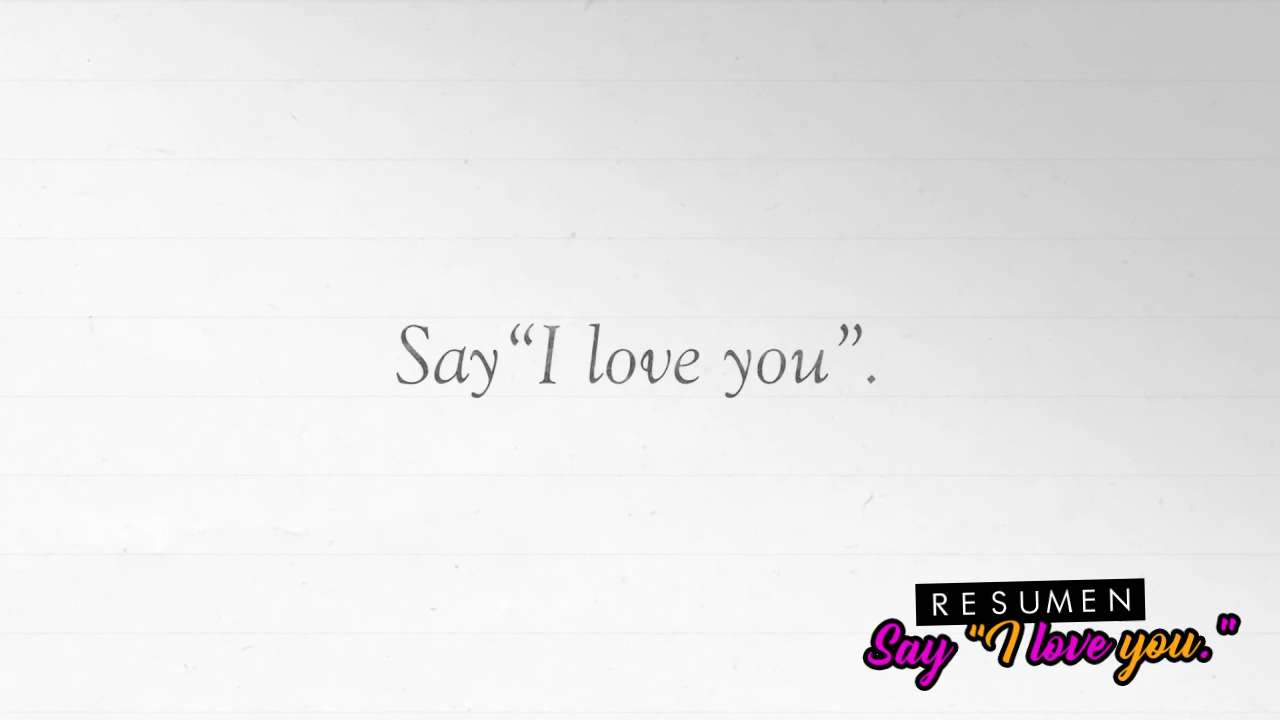 Say “I love you”.
RESUMEN
Say "I love you."